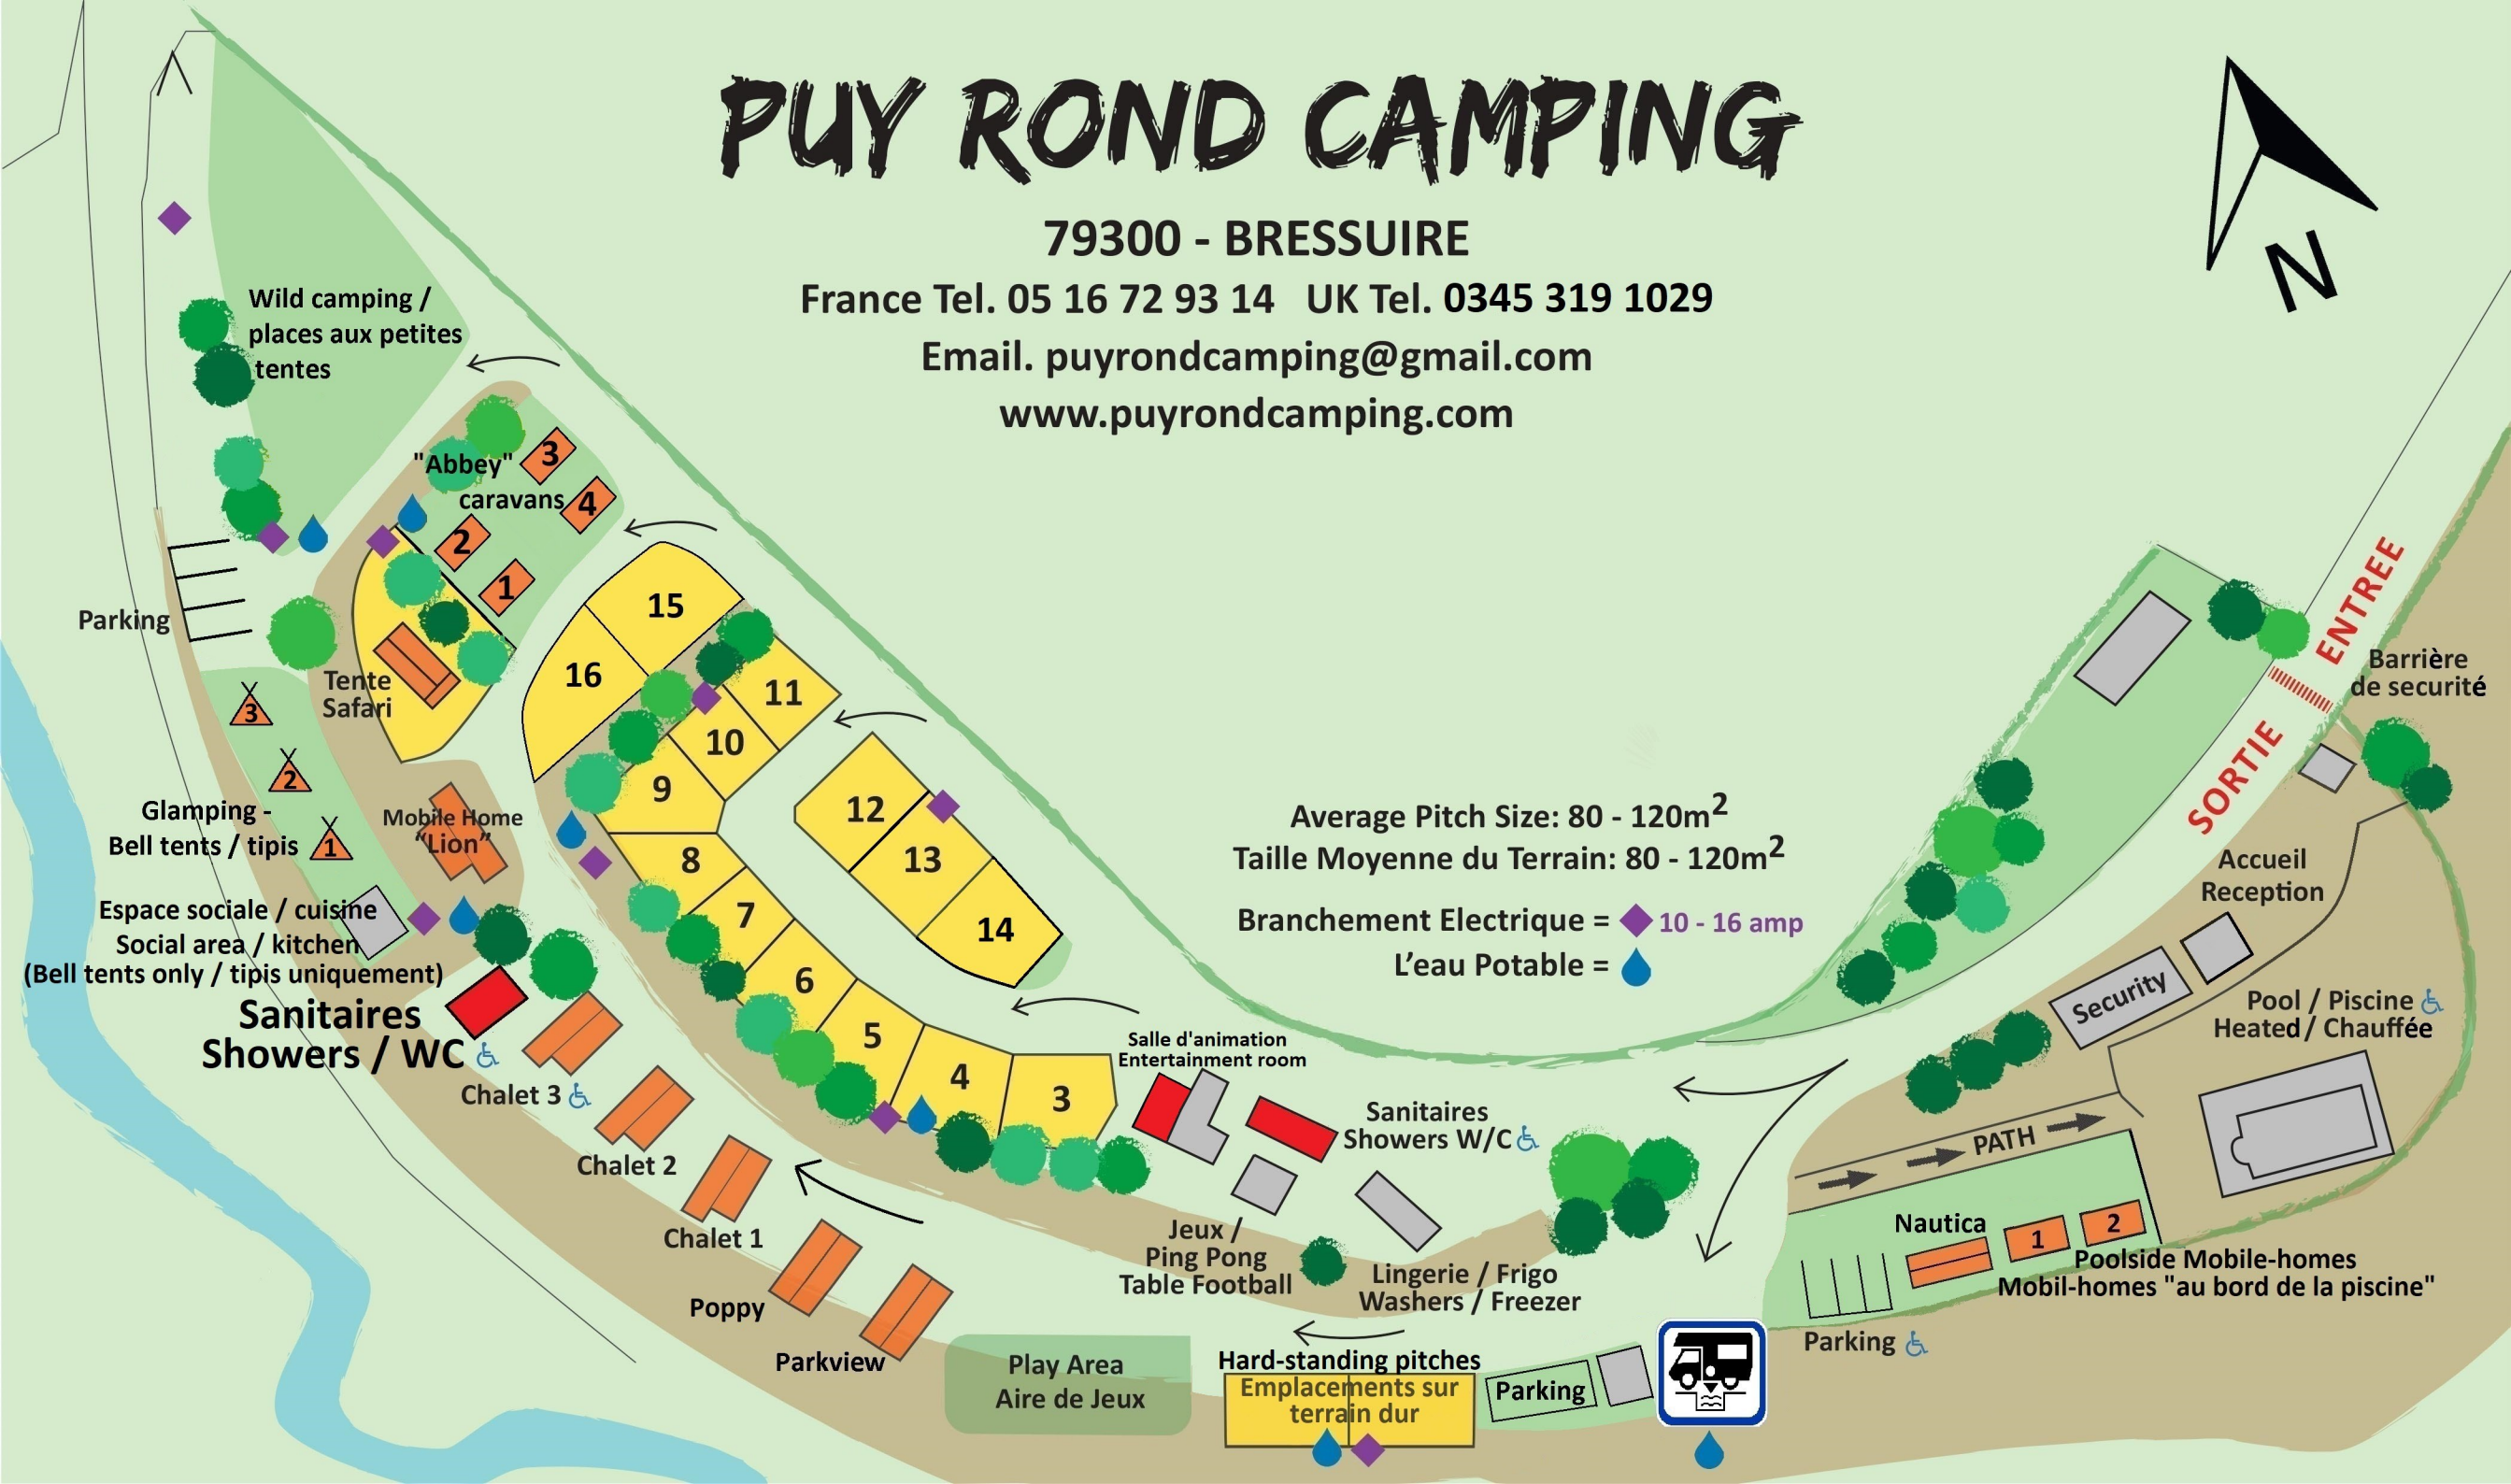 PUY ROND CAMPING
79300 - BRESSUIRE
France Tel. 05 16 72 93 14 UK Tel. 0345 319 1029
Email. puyrondcamping@gmail.com
www.puyrondcamping.com
N
Wild camping /
places aux petites
tentes
"Abbey"
caravans
3
4
2
1
Parking
Tente
Safari
15
16
11
10
9
8
7
6
5
4
3
12
13
14
3
2
1
Glamping -
Bell tents / tipis
Mobile Home
“Lion”
Espace sociale / cuisine
Social area / kitchen
(Bell tents only / tipis uniquement)
Sanitaires
Showers / WC
Chalet 3
Chalet 2
Chalet 1
Poppy
Parkview
Average Pitch Size: 80 - 120m²
Taille Moyenne du Terrain: 80 - 120m²
Branchement Electrique = 10 - 16 amp
L’eau Potable =
ENTREE
SORTIE
Barrière
de securité
Accueil
Reception
Security
Pool / Piscine
Heated / Chauffée
PATH
Salle d'animation
Entertainment room
Sanitaires
Showers W/C
Jeux /
Ping Pong
Table Football
Lingerie / Frigo
Washers / Freezer
Nautica
1
2
Poolside Mobile-homes
Mobil-homes "au bord de la piscine"
Parking
Play Area
Aire de Jeux
Hard-standing pitches
Emplacements sur
terrain dur
Parking